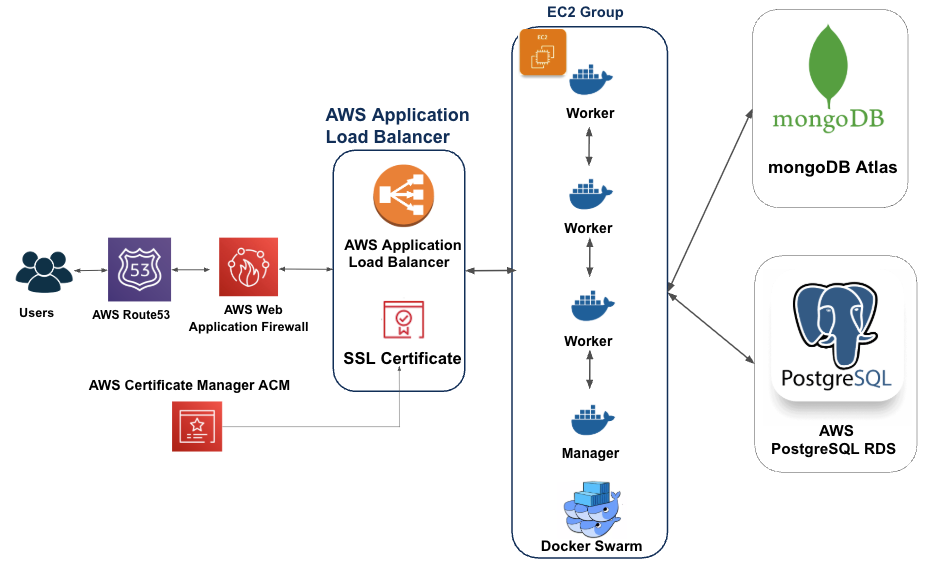 EC2 Group
EC2
Worker
Worker
Worker
Manager
Docker Swarm
AWS Application
Load Balancer
AWS Application
Load Balancer
SSL Certificate
53
Users
AWS Route53
AWS Web
Application Firewall
AWS Certificate Manager ACM
mongoDB
mongoDB Atlas
PostgreSQL
AWS
PostgreSQL RDS